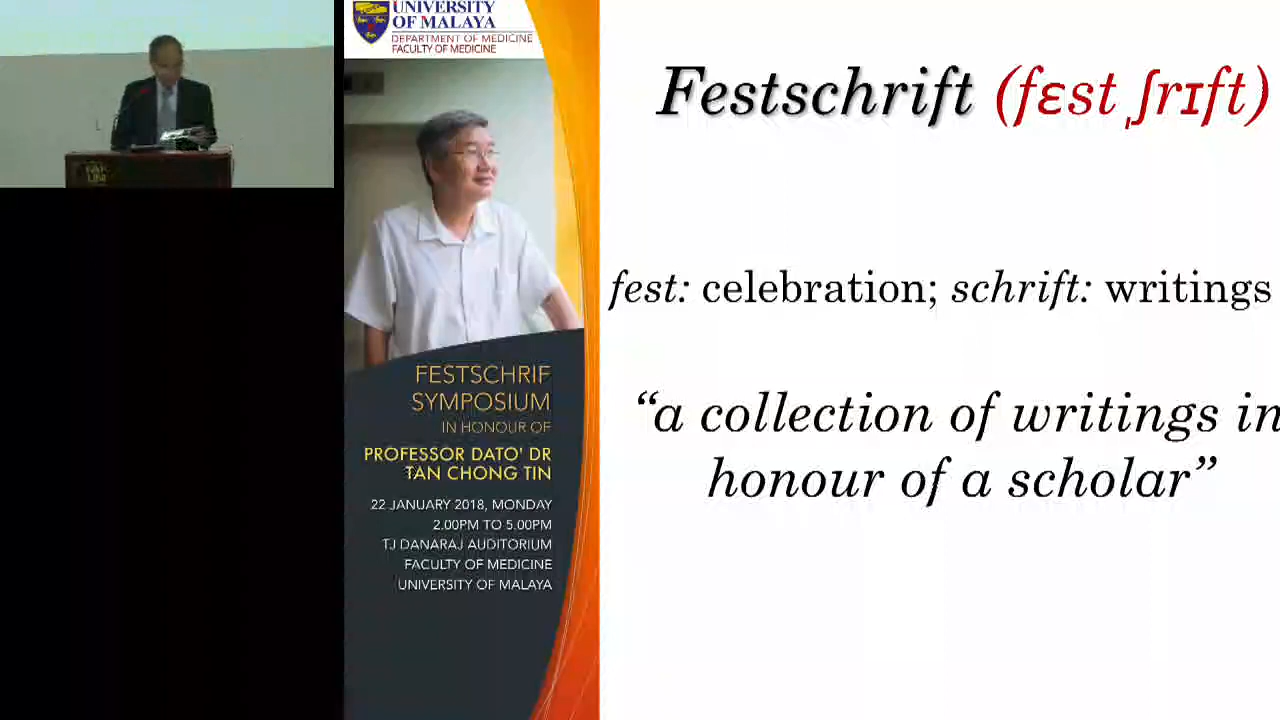 UNIVERSITY
OF MALAYA
DEPARTMENT OF MEDICINE
FACULTY OF MEDICINE
FESTSCHRIF
SYMPOSIUM
IN HONOUR OF
PROFESSOR DATO' DR
TAN CHONG TIN
22 JANUARY 2018, MONDAY
2.00PM TO 5.00PM
TJ DANARAJ AUDITORIUM
FACULTY OF MEDICINE
UNIVERSITY OF MALAYA
Festschrift (fɛst ˌʃrɪft)
fest: celebration; schrift: writings
“a collection of writings in
honour of a scholar”